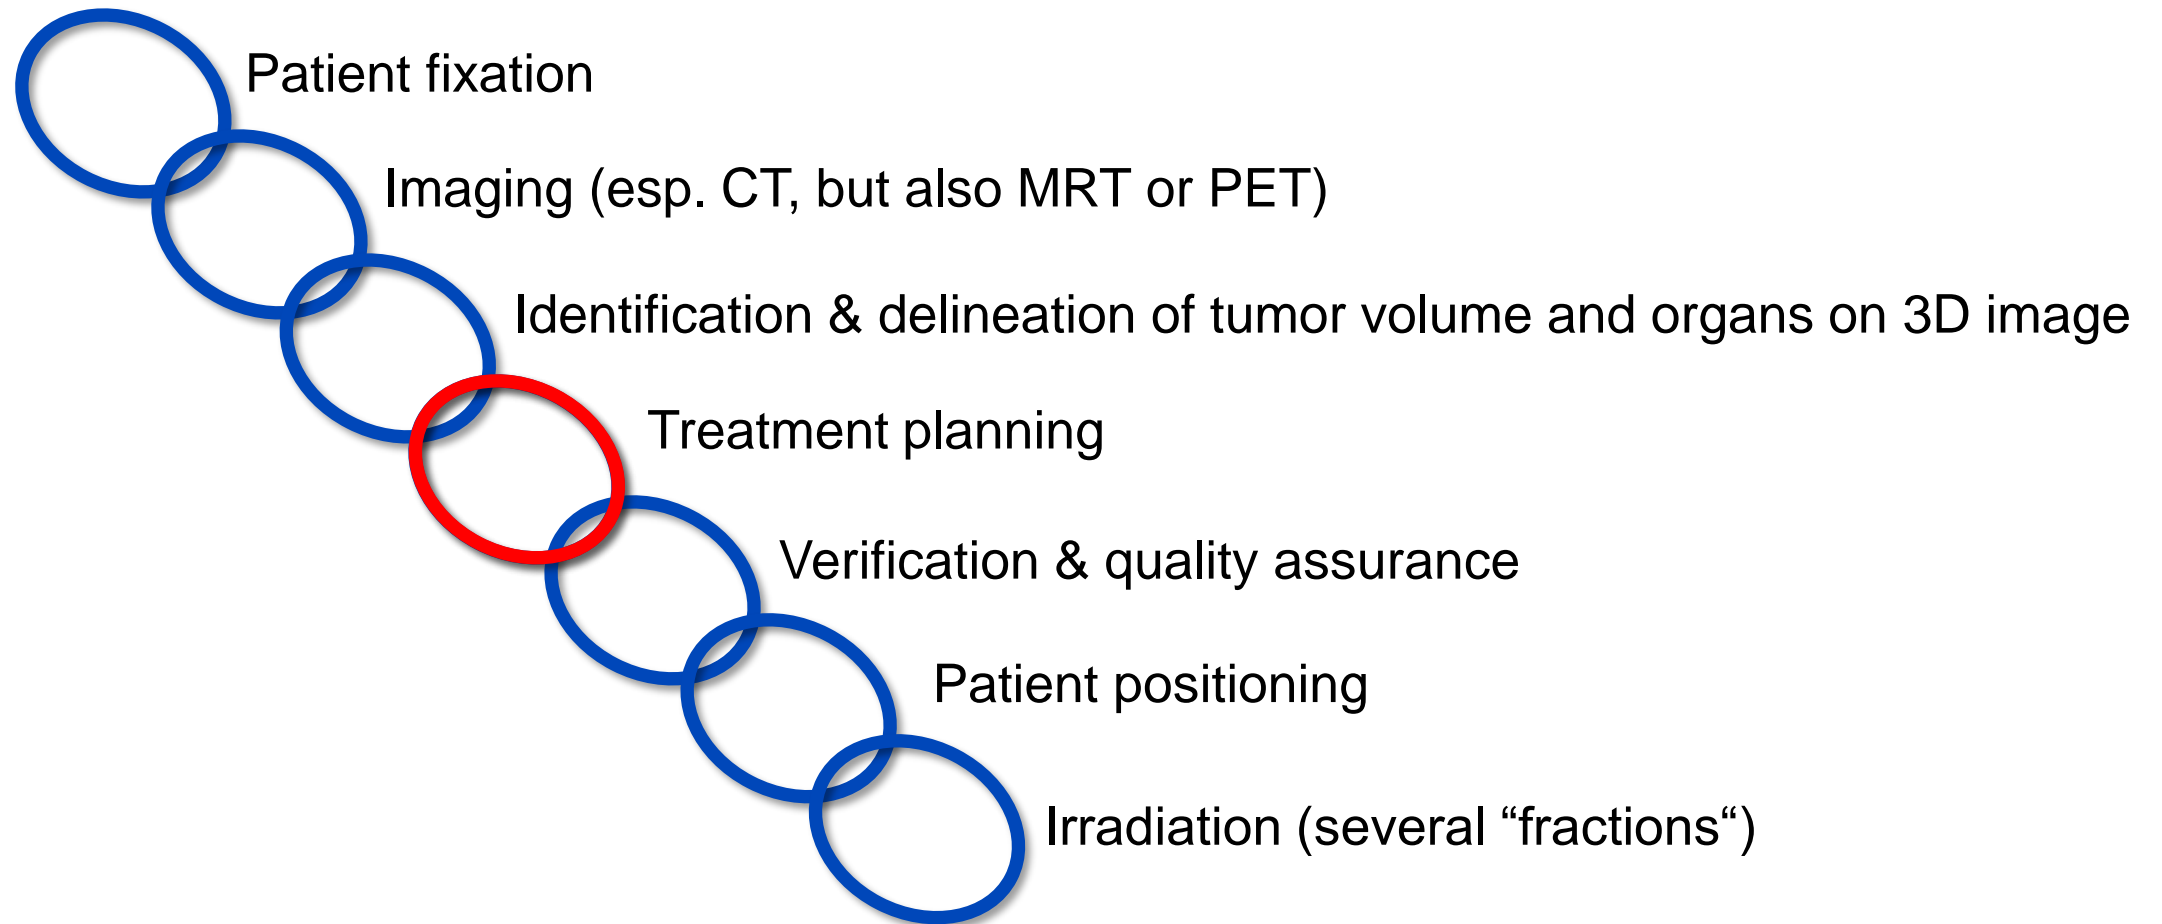 Patient fixation
Imaging (esp. CT, but also MRT or PET)
Identification & delineation of tumor volume and organs on 3D image
Treatment planning
Verification & quality assurance
Patient positioning
Irradiation (several “fractions“)